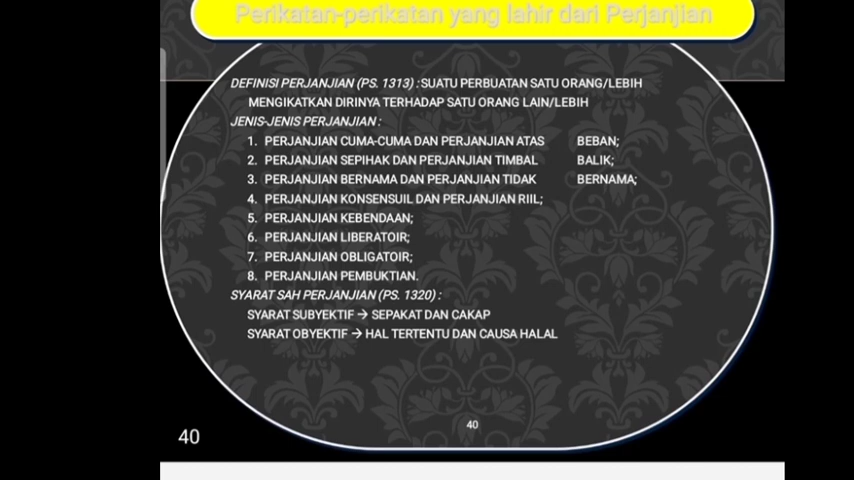 Perikatan-perikatan yang lahir dari Perjanjian
DEFINISI PERJANJIAN (PS. 1313) : SUATU PERBUATAN SATU ORANG/LEBIH
MENGIKATKAN DIRINYA TERHADAP SATU ORANG LAIN/LEBIH
JENIS-JENIS PERJANJIAN :
1. PERJANJIAN CUMA-CUMA DAN PERJANJIAN ATAS BEBAN;
2. PERJANJIAN SEPIHAK DAN PERJANJIAN TIMBAL BALIK;
3. PERJANJIAN BERNAMA DAN PERJANJIAN TIDAK BERNAMA;
4. PERJANJIAN KONSENSUIL DAN PERJANJIAN RIIL;
5. PERJANJIAN KEBENDAAN;
6. PERJANJIAN LIBERATOIR;
7. PERJANJIAN OBLIGATOIR;
8. PERJANJIAN PEMBUKTIAN.
SYARAT SAH PERJANJIAN (PS. 1320) :
SYARAT SUBYEKTIF → SEPAKAT DAN CAKAP
SYARAT OBYEKTIF → HAL TERTENTU DAN CAUSA HALAL
40
40